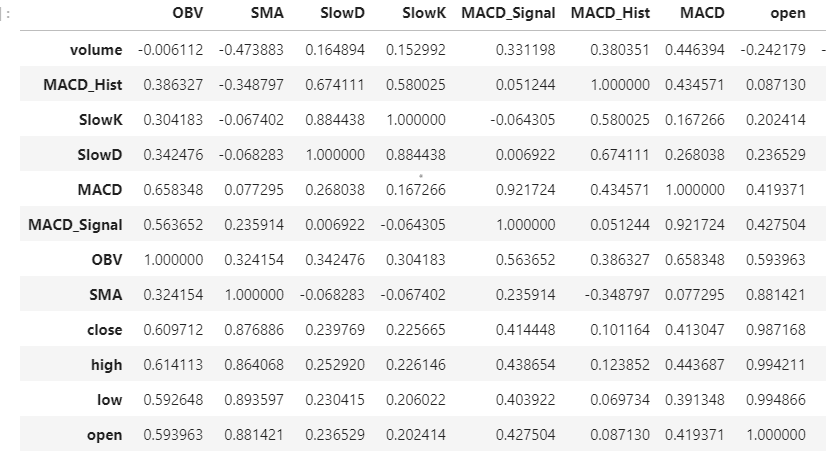 ]: OBV SMA SlowD SlowK MACD_Signal MACD_Hist MACD open
volume -0.006112 -0.473883 0.164894 0.152992 0.331198 0.380351 0.446394 -0.242179 -
MACD_Hist 0.386327 -0.348797 0.674111 0.580025 0.051244 1.000000 0.434571 0.087130
SlowK 0.304183 -0.067402 0.884438 1.000000 -0.064305 0.580025 0.167266 0.202414
SlowD 0.342476 -0.068283 1.000000 0.884438 0.006922 0.674111 0.268038 0.236529
MACD 0.658348 0.077295 0.268038 0.167266 0.921724 0.434571 1.000000 0.419371
MACD_Signal 0.563652 0.235914 0.006922 -0.064305 1.000000 0.051244 0.921724 0.427504
OBV 1.000000 0.324154 0.342476 0.304183 0.563652 0.386327 0.658348 0.593963
SMA 0.324154 1.000000 -0.068283 -0.067402 0.235914 -0.348797 0.077295 0.881421
close 0.609712 0.876886 0.239769 0.225665 0.414448 0.101164 0.413047 0.987168
high 0.614113 0.864068 0.252920 0.226146 0.438654 0.123852 0.443687 0.994211
low 0.592648 0.893597 0.230415 0.206022 0.403922 0.069734 0.391348 0.994866
open 0.593963 0.881421 0.236529 0.202414 0.427504 0.087130 0.419371 1.000000